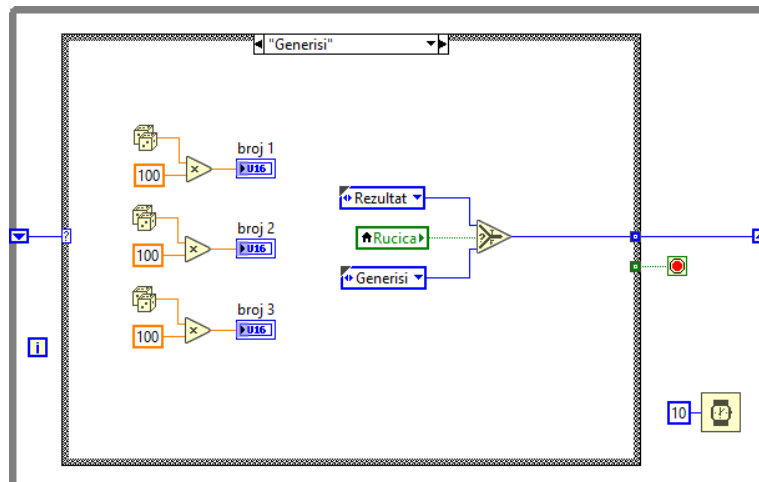 "Generisi"
broj 1
100
U16
broj 2
100
U16
broj 3
100
U16
Rezultat
?
Rucica
? T F
Generisi
i
10